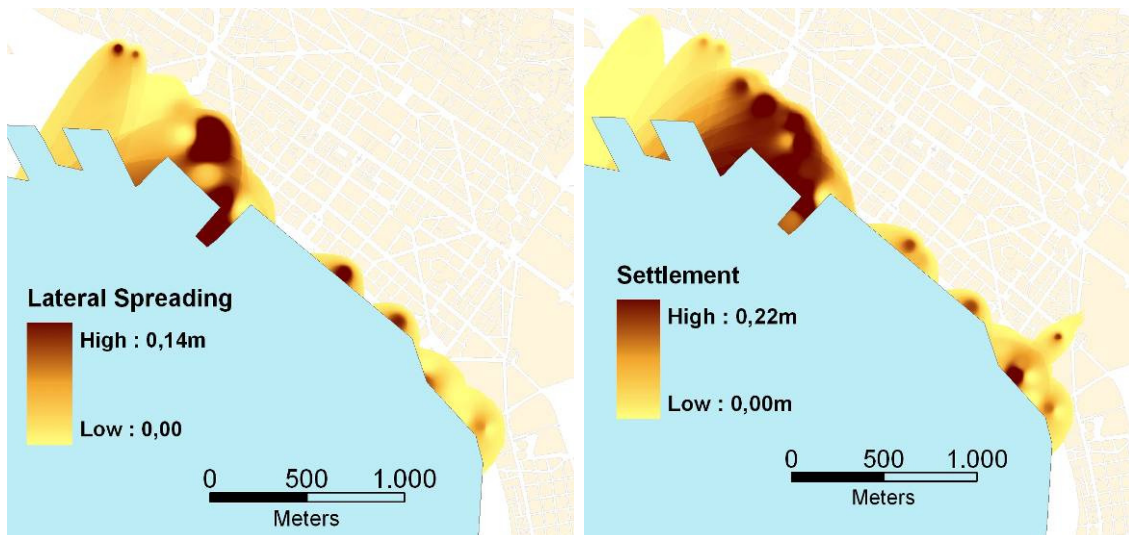 Lateral Spreading
High : 0,14m
Low : 0,00
0 500 1.000
Meters
Settlement
High : 0,22m
Low : 0,00m
0 500 1.000
Meters